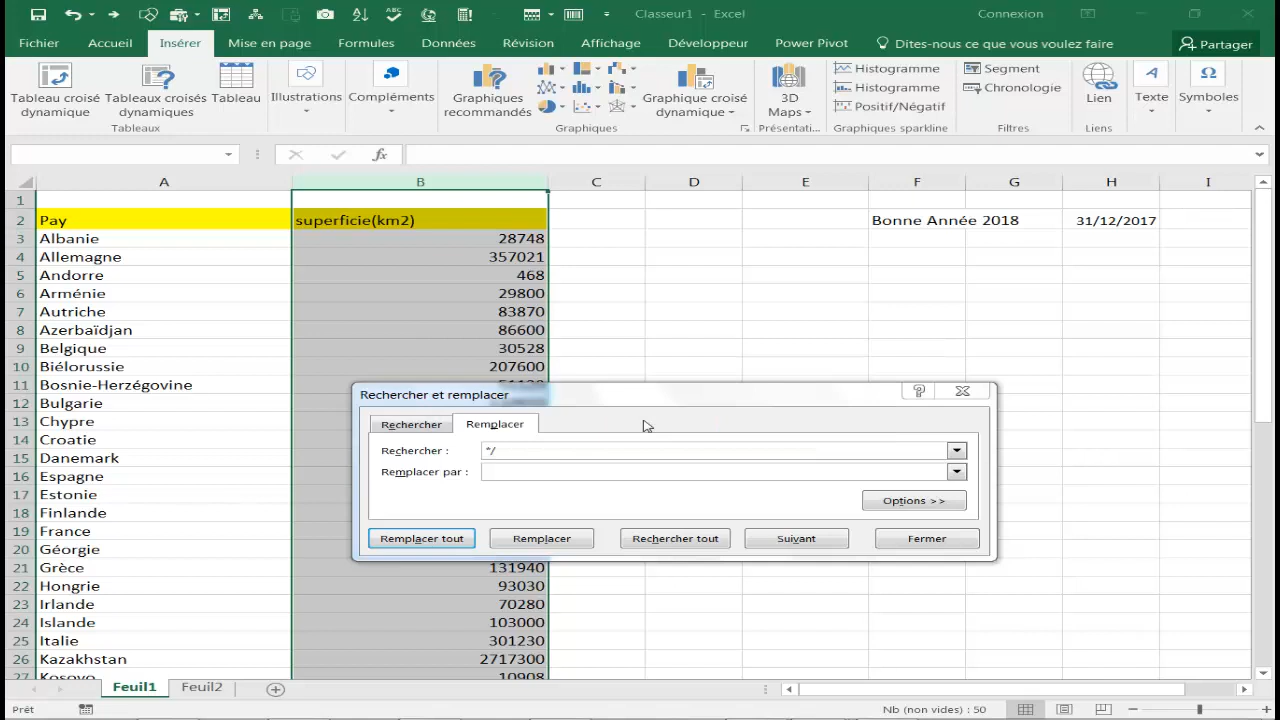 Classeur1 - Excel
Connexion
Fichier
Accueil
Insérer
Mise en page
Formules
Données
Révision
Affichage
Développeur
Power Pivot
Dites-nous ce que vous voulez faire
Partager
Tableau croisé dynamique
Tableaux croisés dynamiques
Tableau
Illustrations
Compléments
Graphiques recommandés
Graphique croisé dynamique
3D Maps
Histogramme
Histogramme
Positif/Négatif
Segment
Chronologie
Lien
Texte
Symboles
Tableaux
Graphiques
Présentati...
Graphiques sparkline
Filtres
Liens
fx
A B C D E F G H I
1
2 Pay superficie(km2) Bonne Année 2018 31/12/2017
3 Albanie 28748
4 Allemagne 357021
5 Andorre 468
6 Arménie 29800
7 Autriche 83870
8 Azerbaïdjan 86600
9 Belgique 30528
10 Biélorussie 207600
11 Bosnie-Herzégovine
12 Bulgarie
13 Chypre
14 Croatie
15 Danemark
16 Espagne
17 Estonie
18 Finlande
19 France
20 Géorgie
21 Grèce 131940
22 Hongrie 93030
23 Irlande 70280
24 Islande 103000
25 Italie 301230
26 Kazakhstan 2717300
27 Kosovo 10908
Rechercher et remplacer
Rechercher
Remplacer
Rechercher : */
Remplacer par :
Options >>
Remplacer tout
Remplacer
Rechercher tout
Suivant
Fermer
Feuil1
Feuil2
Prêt
Nb (non vides) : 50